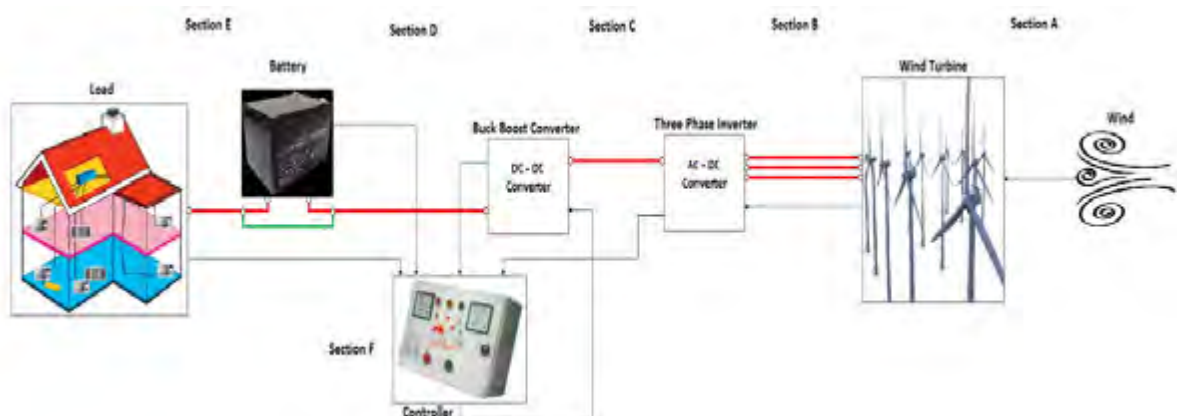 Section E
Section D
Section C
Section B
Section A
Battery
Wind Turbine
Load
Wind
Buck Boost Converter
Three Phase Inverter
DC – DC
Converter
AC – DC
Converter
Section F
Controller